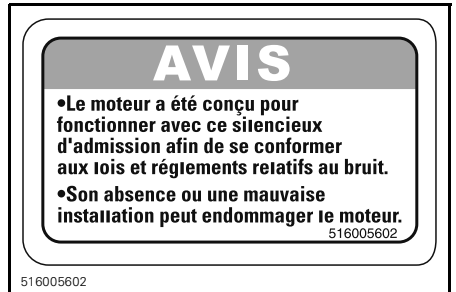 AVIS
•Le moteur a été conçu pour
fonctionner avec ce silencieux
d'admission afin de se conformer
aux lois et réglements relatifs au bruit.
•Son absence ou une mauvaise
installation peut endommager le moteur.
516005602
516005602